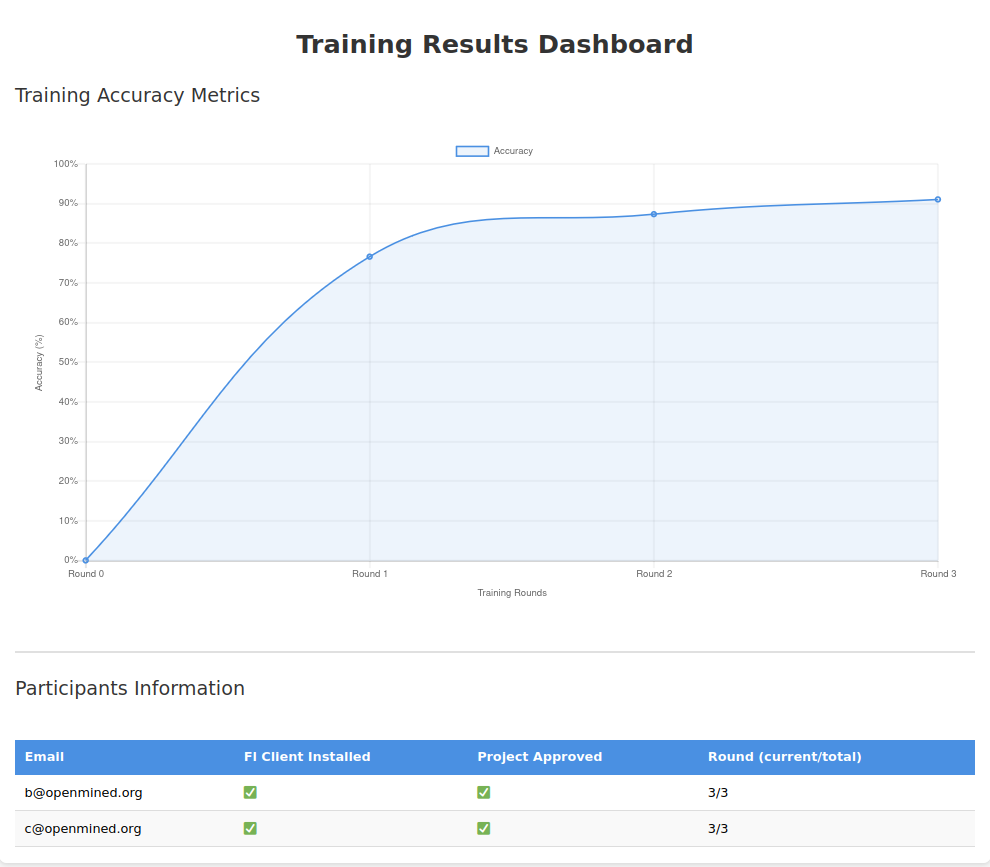 Training Results Dashboard
Training Accuracy Metrics
Accuracy
100%
90%
80%
70%
60%
50%
40%
30%
20%
10%
0%
Accuracy (%)
Round 0 Round 1 Round 2 Round 3
Training Rounds
Participants Information
Email Fl Client Installed Project Approved Round (current/total)
b@openmined.org ✅ ✅ 3/3
c@openmined.org ✅ ✅ 3/3